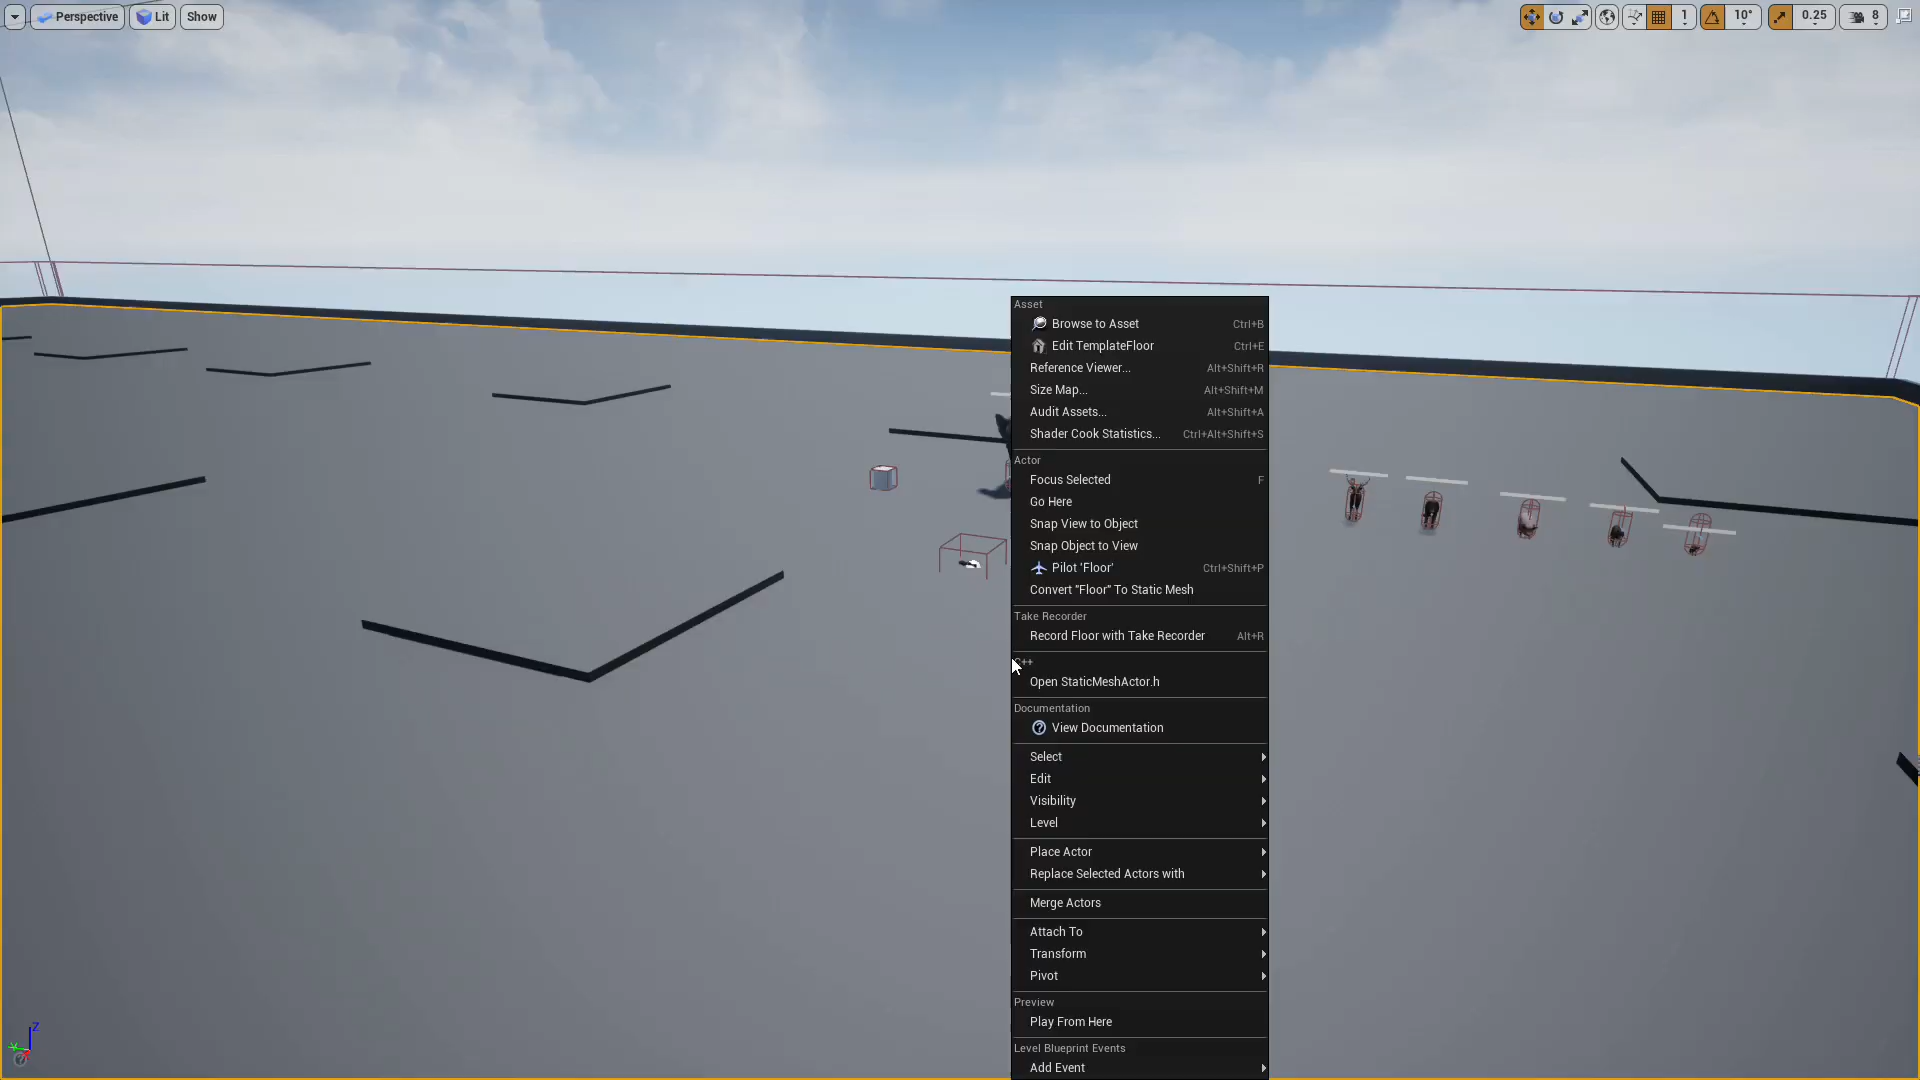 Perspective Lit Show 1 10° 0.25 8
Asset
Browse to Asset Ctrl+B
Edit TemplateFloor Ctrl+E
Reference Viewer... Alt+Shift+R
Size Map... Alt+Shift+M
Audit Assets... Alt+Shift+A
Shader Cook Statistics... Ctrl+Alt+Shift+S
Actor
Focus Selected F
Go Here
Snap View to Object
Snap Object to View
Pilot 'Floor' Ctrl+Shift+P
Convert "Floor" To Static Mesh
Take Recorder
Record Floor with Take Recorder Alt+R
++
Open StaticMeshActor.h
Documentation
View Documentation
Select
Edit
Visibility
Level
Place Actor
Replace Selected Actors with
Merge Actors
Attach To
Transform
Pivot
Preview
Play From Here
Level Blueprint Events
Add Event
Z